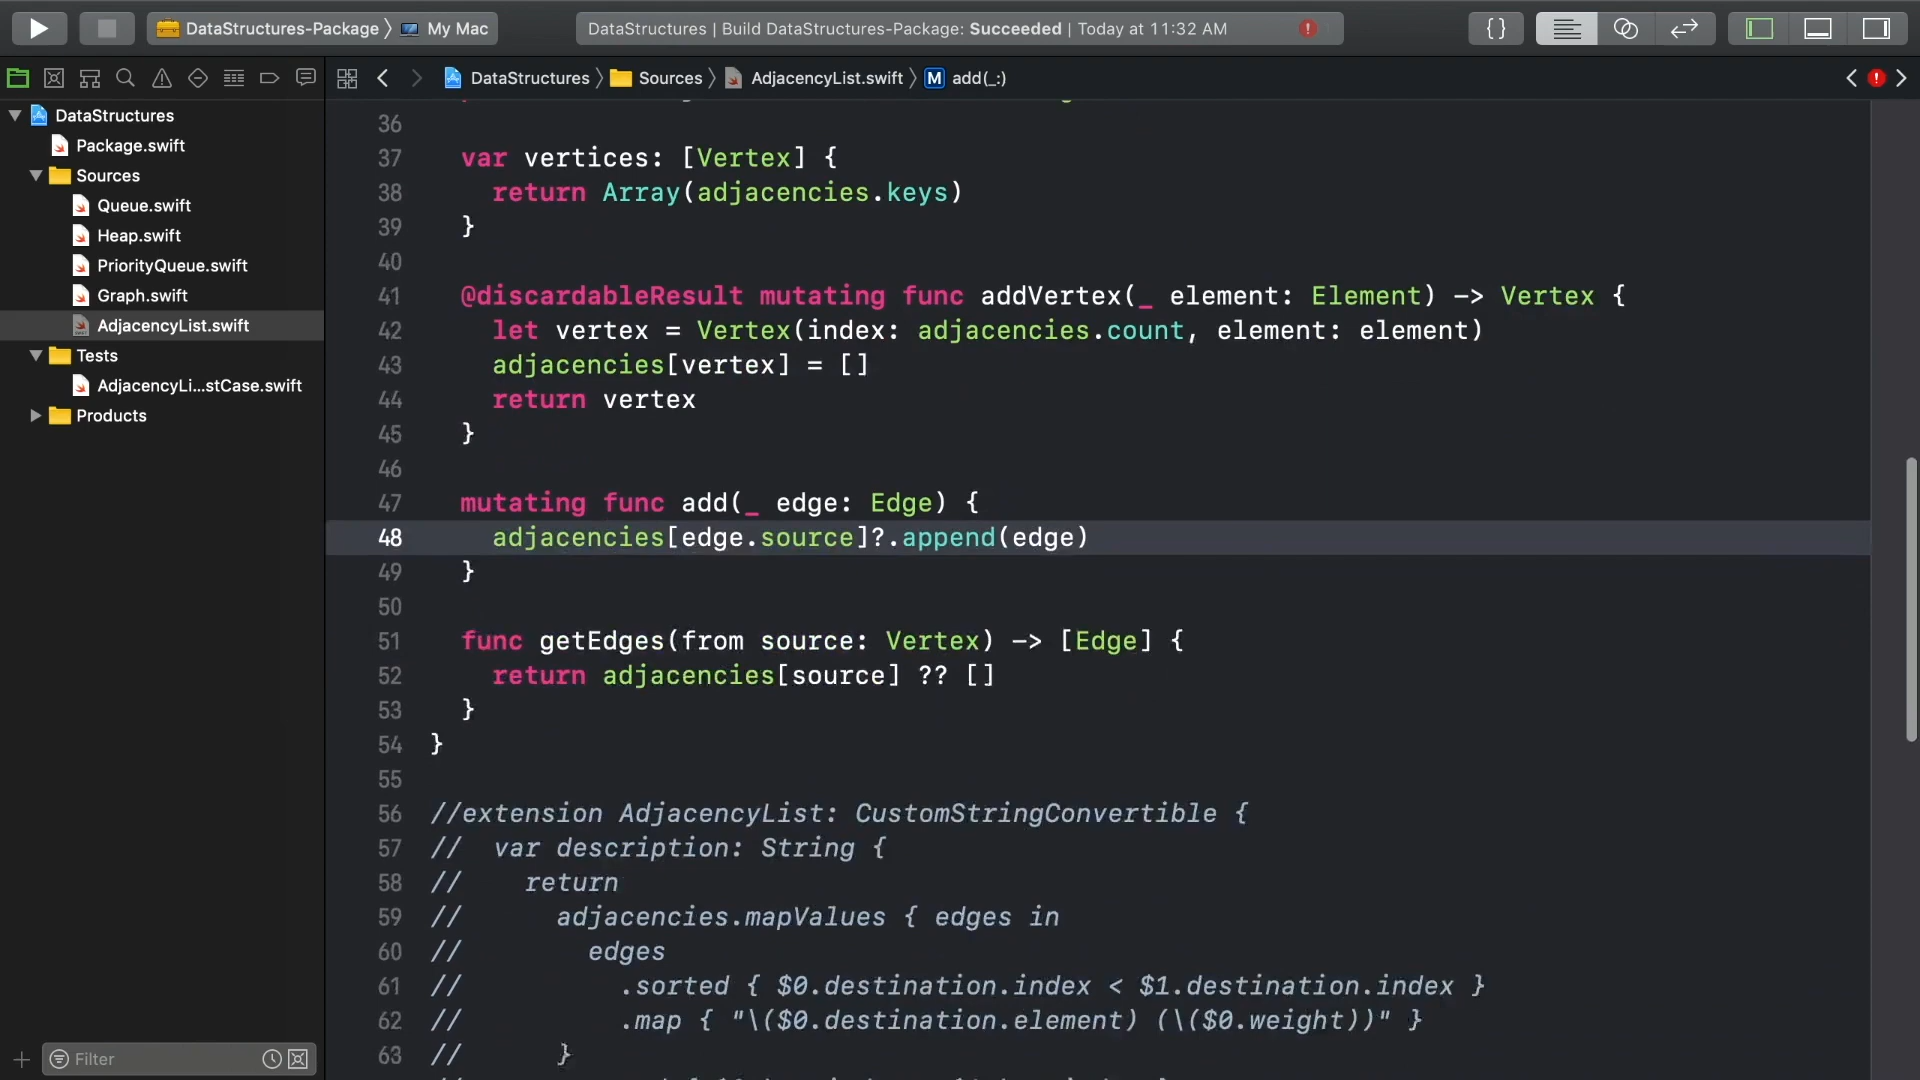 DataStructures-Package 〉 My Mac
DataStructures | Build DataStructures-Package: Succeeded | Today at 11:32 AM
{ }
DataStructures 〉 Sources 〉 AdjacencyList.swift 〉 M add(_:)
DataStructures
Package.swift
Sources
Queue.swift
Heap.swift
PriorityQueue.swift
Graph.swift
AdjacencyList.swift
Tests
AdjacencyLi...stCase.swift
Products
Filter
36
37 var vertices: [Vertex] {
38 return Array(adjacencies.keys)
39 }
40
41 @discardableResult mutating func addVertex(_ element: Element) -> Vertex {
42 let vertex = Vertex(index: adjacencies.count, element: element)
43 adjacencies[vertex] = []
44 return vertex
45 }
46
47 mutating func add(_ edge: Edge) {
48 adjacencies[edge.source]?.append(edge)
49 }
50
51 func getEdges(from source: Vertex) -> [Edge] {
52 return adjacencies[source] ?? []
53 }
54 }
55
56 //extension AdjacencyList: CustomStringConvertible {
57 // var description: String {
58 // return
59 // adjacencies.mapValues { edges in
60 // edges
61 // .sorted { $0.destination.index < $1.destination.index }
62 // .map { "\($0.destination.element) (\($0.weight))" }
63 // }